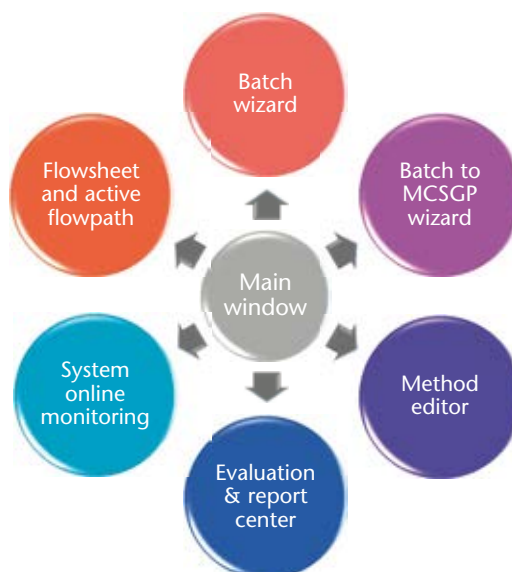 Batch
wizard
Flowsheet
and active
flowpath
Batch to
MCSGP
wizard
Main
window
System
online
monitoring
Method
editor
Evaluation
& report
center